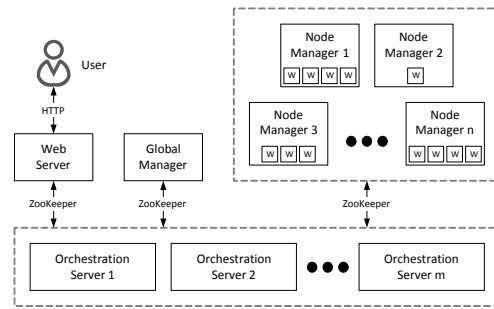 User
HTTP
Web
Server
Global
Manager
ZooKeeper
ZooKeeper
Node
Manager 1
W W W W
Node
Manager 2
W
Node
Manager 3
W W W
Node
Manager n
W W W W
ZooKeeper
Orchestration
Server 1
Orchestration
Server 2
Orchestration
Server m